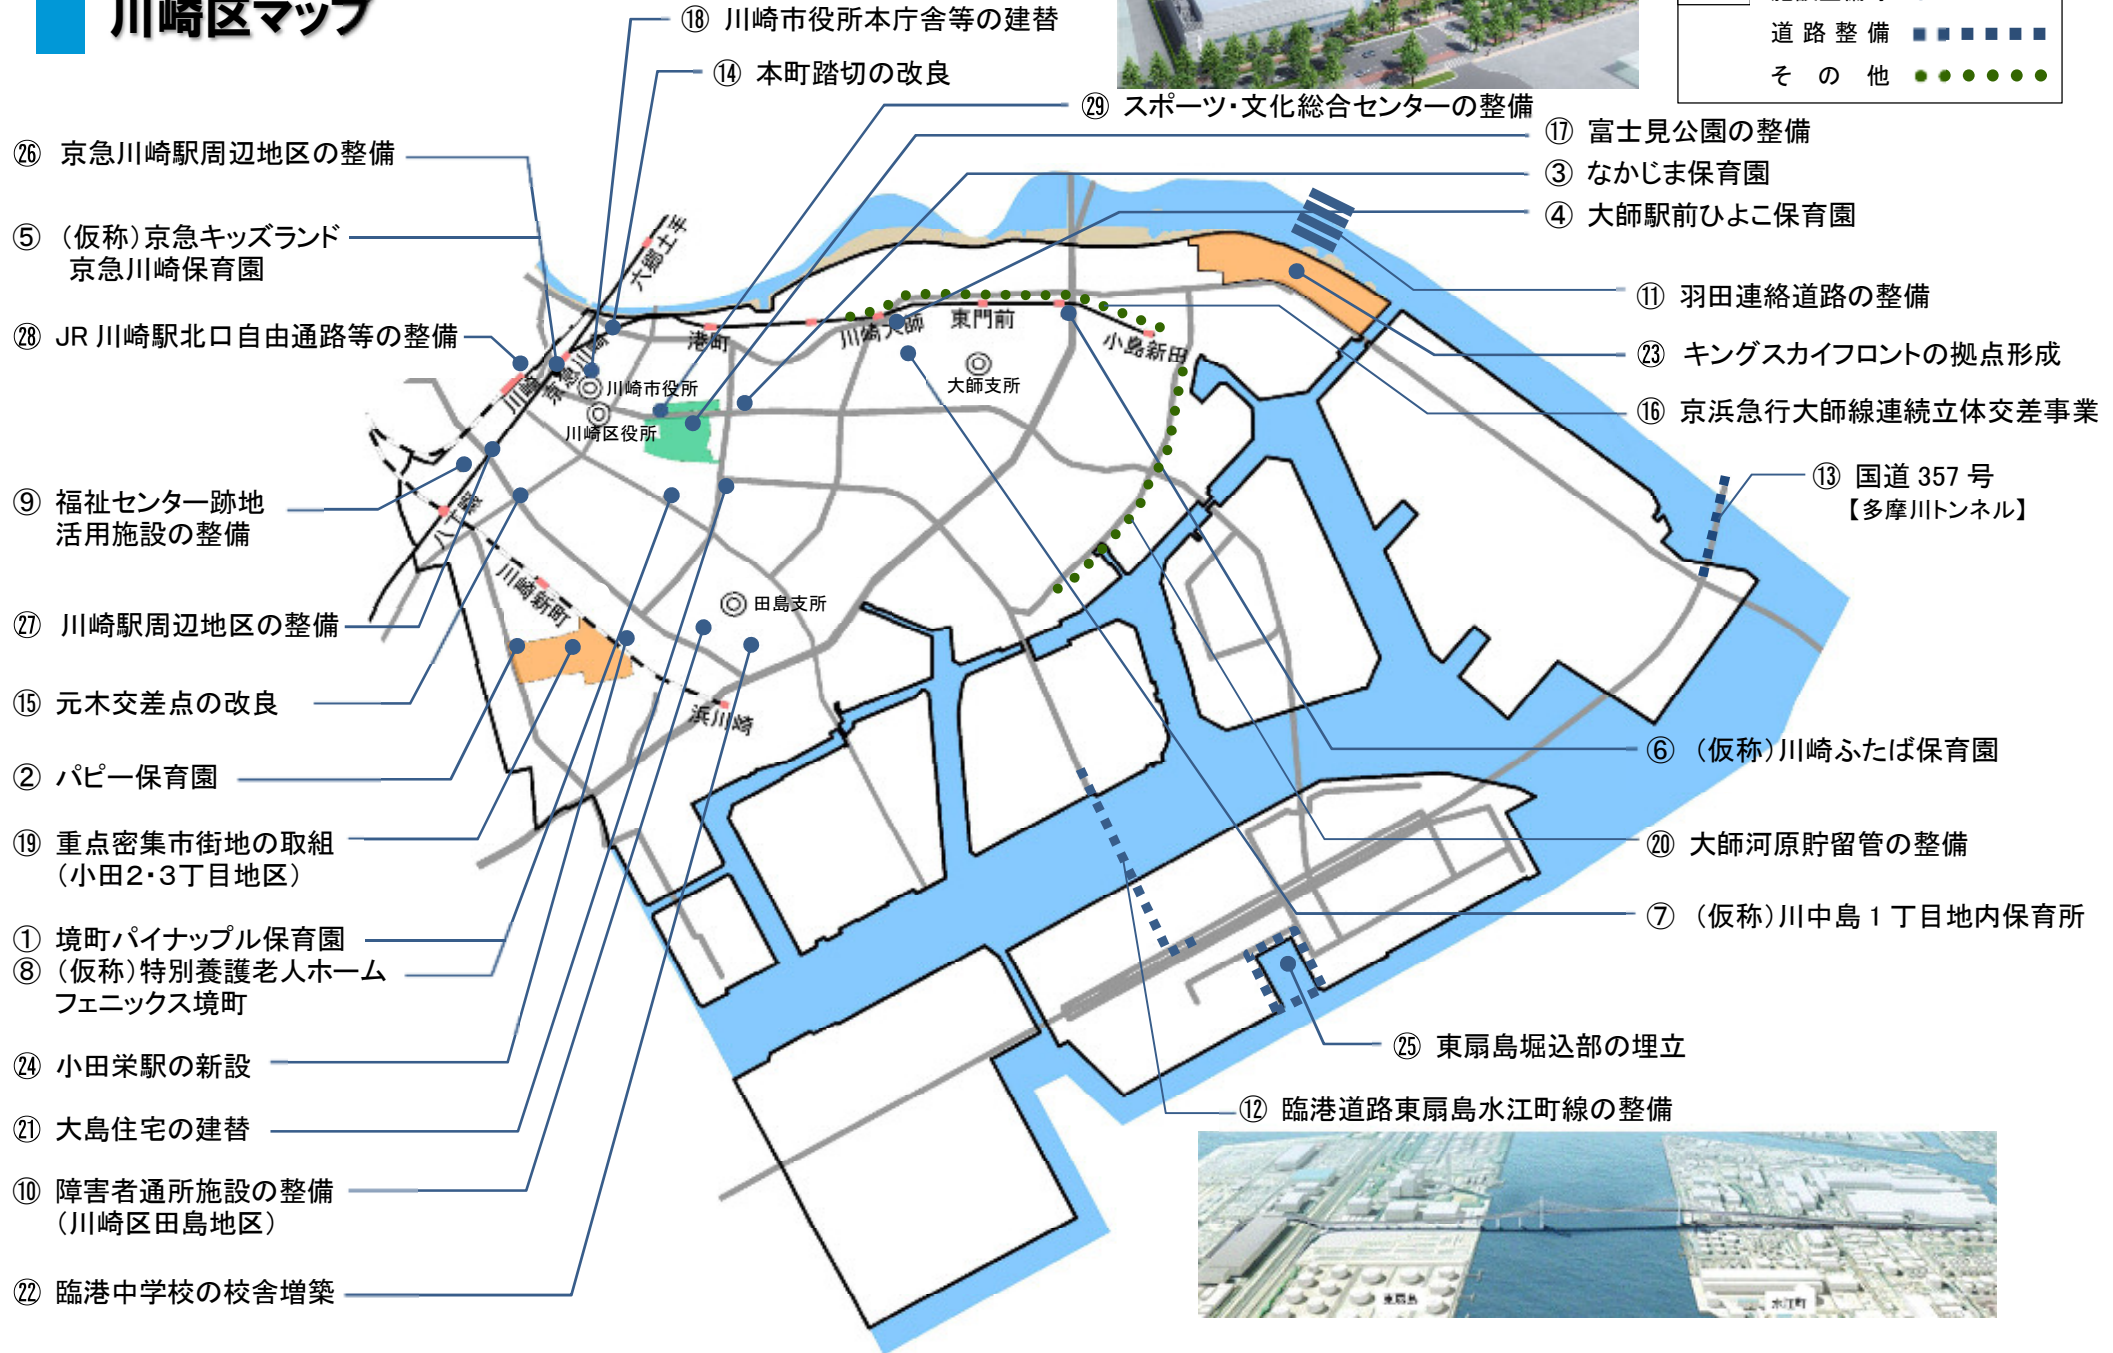 川崎区マップ
⑱ 川崎市役所本庁舎等の建替
⑭ 本町踏切の改良
道路整備
その他
㉙ スポーツ・文化総合センターの整備
⑰ 富士見公園の整備
③ なかじま保育園
④ 大師駅前ひよこ保育園
㉖ 京急川崎駅周辺地区の整備
⑤ （仮称）京急キッズランド
京急川崎保育園
㉘ JR 川崎駅北口自由通路等の整備
⑨ 福祉センター跡地
活用施設の整備
㉗ 川崎駅周辺地区の整備
⑮ 元木交差点の改良
② パピー保育園
⑲ 重点密集市街地の取組
（小田2・3丁目地区）
① 境町パイナップル保育園
⑧ （仮称）特別養護老人ホーム
フェニックス境町
㉔ 小田栄駅の新設
㉑ 大島住宅の建替
⑩ 障害者通所施設の整備
（川崎区田島地区）
㉒ 臨港中学校の校舎増築
六郷土手
京急川崎
川崎
港町
川崎大師
東門前
小島新田
川崎市役所
川崎区役所
大師支所
八丁畷
川崎新町
田島支所
浜川崎
⑪ 羽田連絡道路の整備
㉓ キングスカイフロントの拠点形成
⑯ 京浜急行大師線連続立体交差事業
⑬ 国道 357 号
【多摩川トンネル】
⑥ （仮称）川崎ふたば保育園
⑳ 大師河原貯留管の整備
⑦ （仮称）川中島 1 丁目地内保育所
㉕ 東扇島堀込部の埋立
⑫ 臨港道路東扇島水江町線の整備
東扇島
水江町